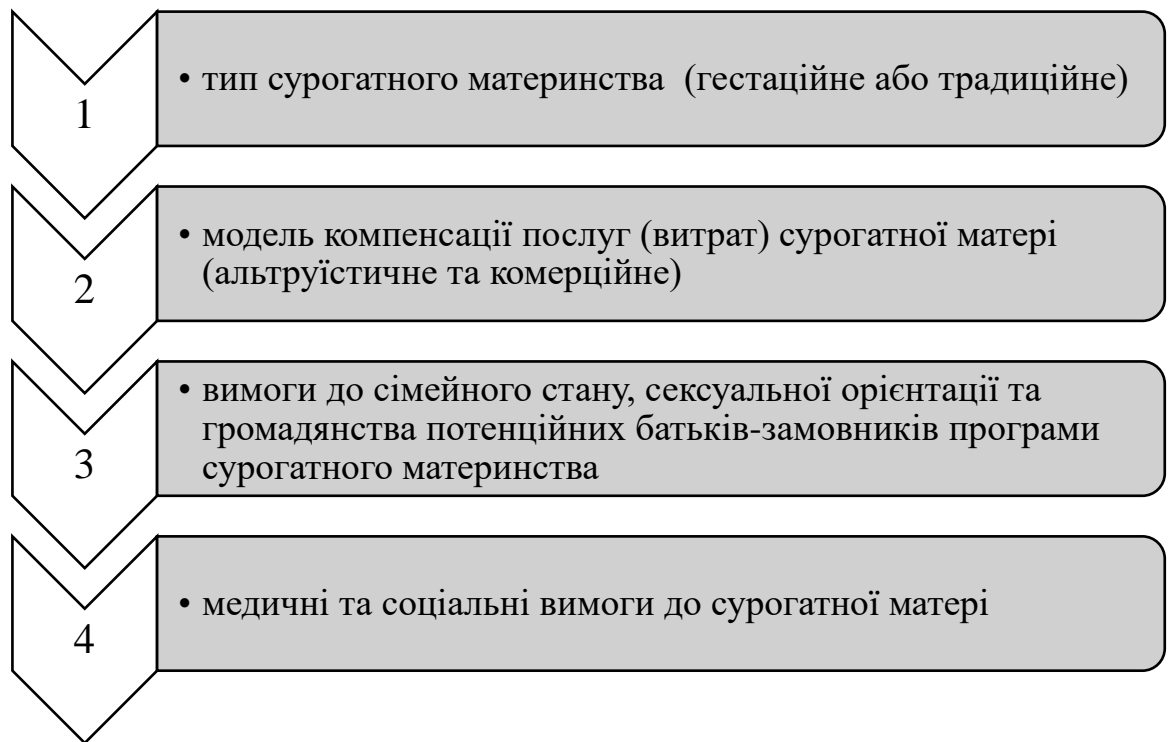 1
• тип сурогатного материнства  (гестаційне або традиційне)
2
• модель компенсації послуг (витрат) сурогатної матері
(альтруїстичне та комерційне)
3
• вимоги до сімейного стану, сексуальної орієнтації та
громадянства потенційних батьків-замовників програми
сурогатного материнства
4
• медичні та соціальні вимоги до сурогатної матері